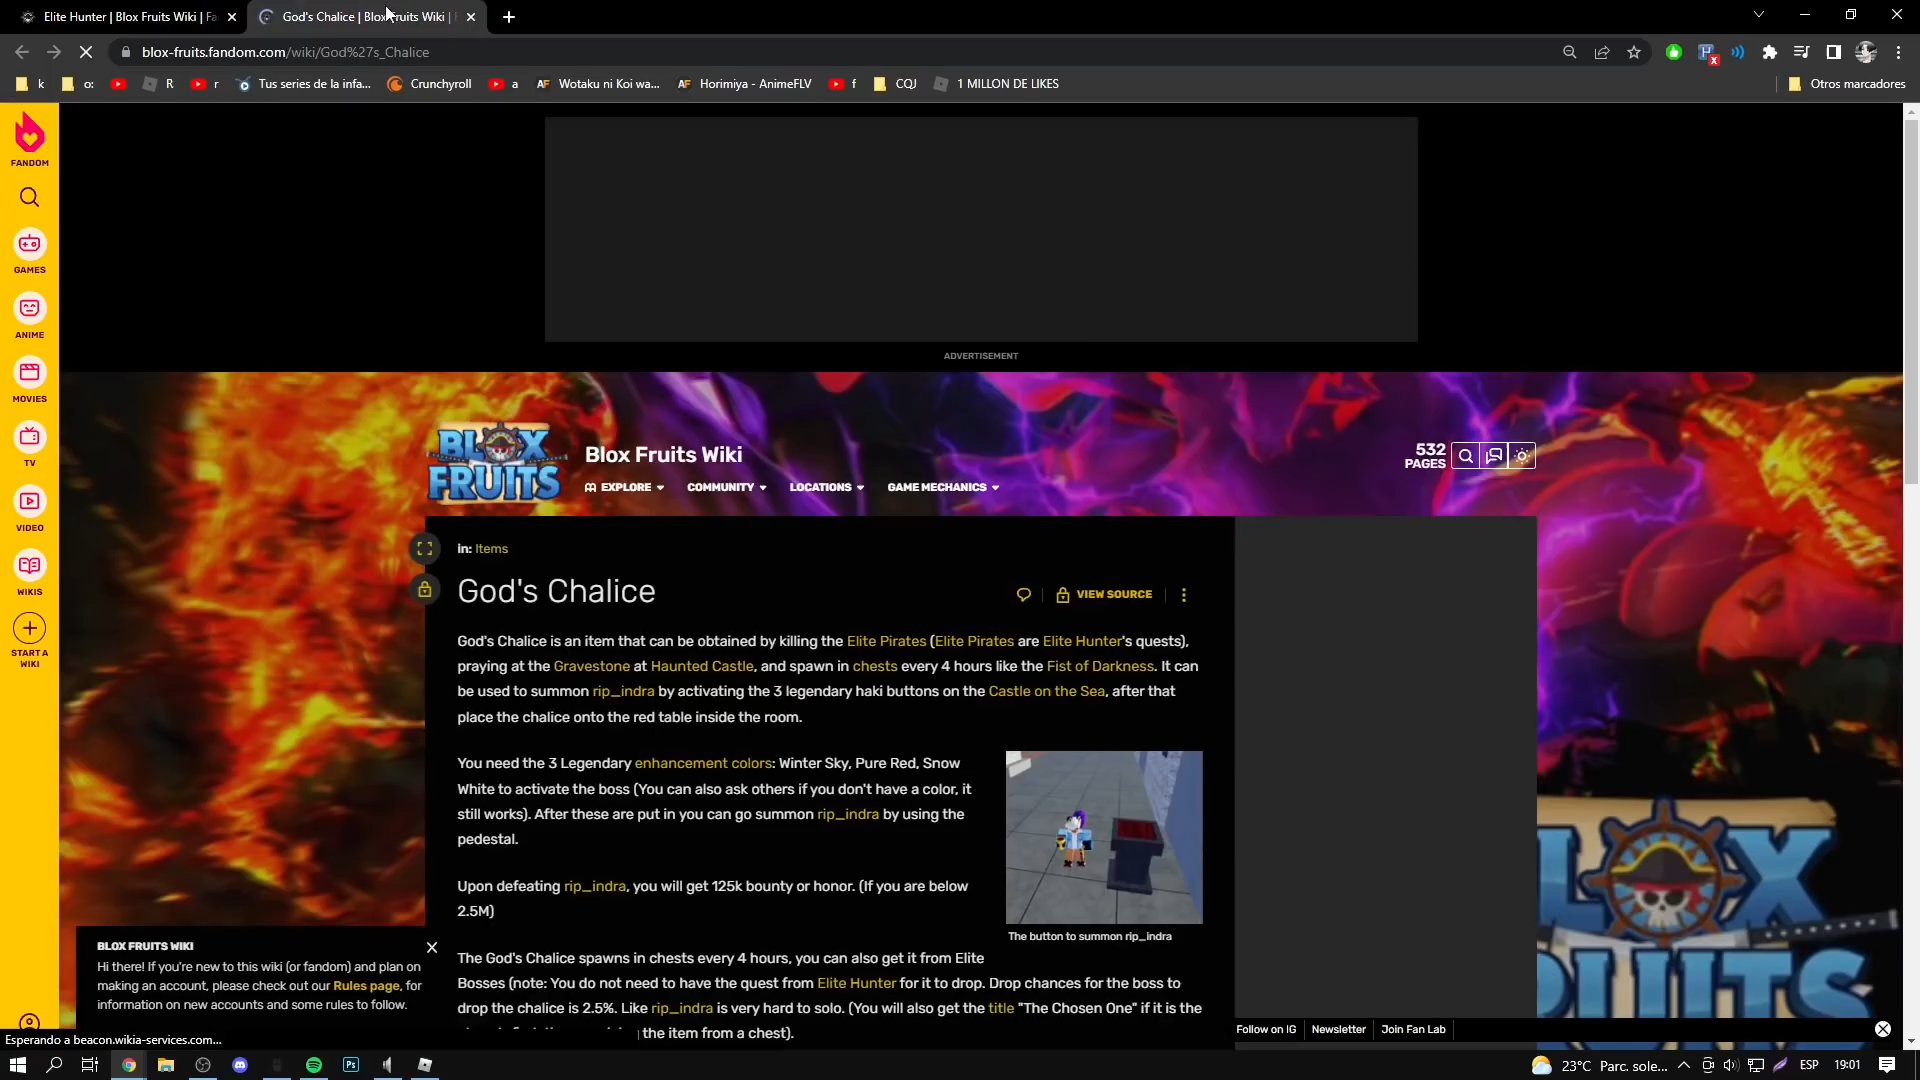 Elite Hunter | Blox Fruits Wiki | Fa
God's Chalice | Blox Fruits Wiki |
blox-fruits.fandom.com/wiki/God%27s_Chalice
k
o:
R
r
Tus series de la infa...
Crunchyroll
a
Wotaku ni Koi wa...
Horimiya - AnimeFLV
f
CQJ
1 MILLON DE LIKES
Otros marcadores
FANDOM
GAMES
ANIME
MOVIES
TV
VIDEO
WIKIS
START A
WIKI
ADVERTISEMENT
BLOX
FRUITS
Blox Fruits Wiki
EXPLORE
COMMUNITY
LOCATIONS
GAME MECHANICS
532
PAGES
in: Items
God's Chalice
VIEW SOURCE
God's Chalice is an item that can be obtained by killing the Elite Pirates (Elite Pirates are Elite Hunter's quests),
praying at the Gravestone at Haunted Castle, and spawn in chests every 4 hours like the Fist of Darkness. It can
be used to summon rip_indra by activating the 3 legendary haki buttons on the Castle on the Sea, after that
place the chalice onto the red table inside the room.
You need the 3 Legendary enhancement colors: Winter Sky, Pure Red, Snow
White to activate the boss (You can also ask others if you don't have a color, it
still works). After these are put in you can go summon rip_indra by using the
pedestal.
The button to summon rip_indra
Upon defeating rip_indra, you will get 125k bounty or honor. (If you are below
2.5M)
The God's Chalice spawns in chests every 4 hours, you can also get it from Elite
Bosses (note: You do not need to have the quest from Elite Hunter for it to drop. Drop chances for the boss to
drop the chalice is 2.5%. Like rip_indra is very hard to solo. (You will also get the title "The Chosen One" if it is the
the item from a chest).
BLOX FRUITS WIKI
Hi there! If you're new to this wiki (or fandom) and plan on
making an account, please check out our Rules page, for
information on new accounts and some rules to follow.
Follow on IG
Newsletter
Join Fan Lab
Esperando a beacon.wikia-services.com...
Ps
23°C Parc. sole...
ESP
19:01